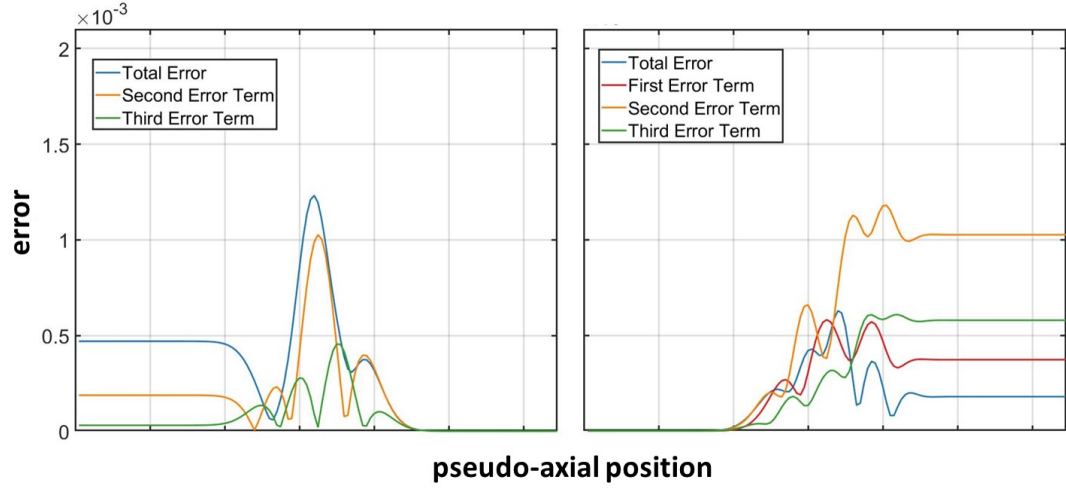 ×10⁻³
2
1.5
1
0.5
0
error
Total Error
Second Error Term
Third Error Term
Total Error
First Error Term
Second Error Term
Third Error Term
pseudo-axial position